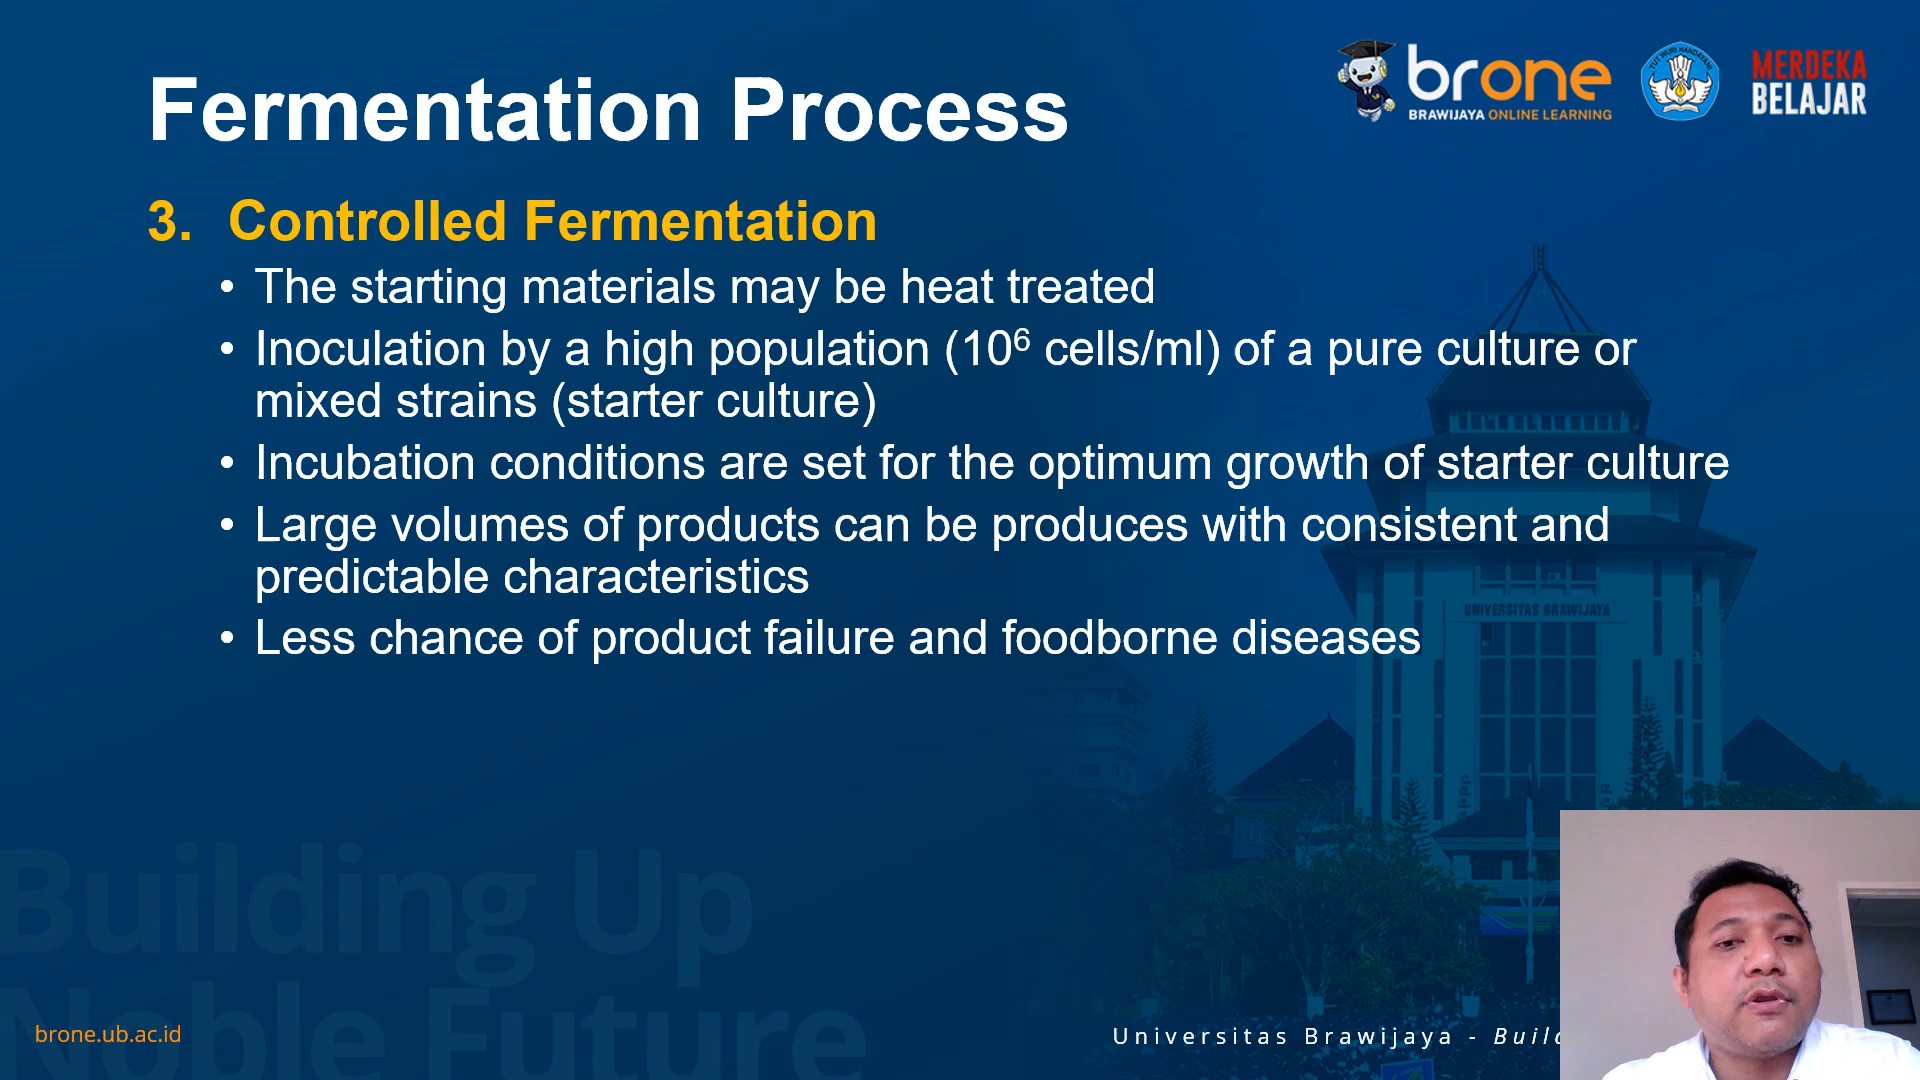 Fermentation Process
brone
BRAWIJAYA ONLINE LEARNING
TUT WURI HANDAYANI
MERDEKA
BELAJAR
3. Controlled Fermentation
• The starting materials may be heat treated
• Inoculation by a high population (10⁶ cells/ml) of a pure culture or
mixed strains (starter culture)
• Incubation conditions are set for the optimum growth of starter culture
• Large volumes of products can be produces with consistent and
predictable characteristics
• Less chance of product failure and foodborne diseases
UNIVERSITAS BRAWIJAYA
Building Up
Noble Future
brone.ub.ac.id
Universitas Brawijaya - Build